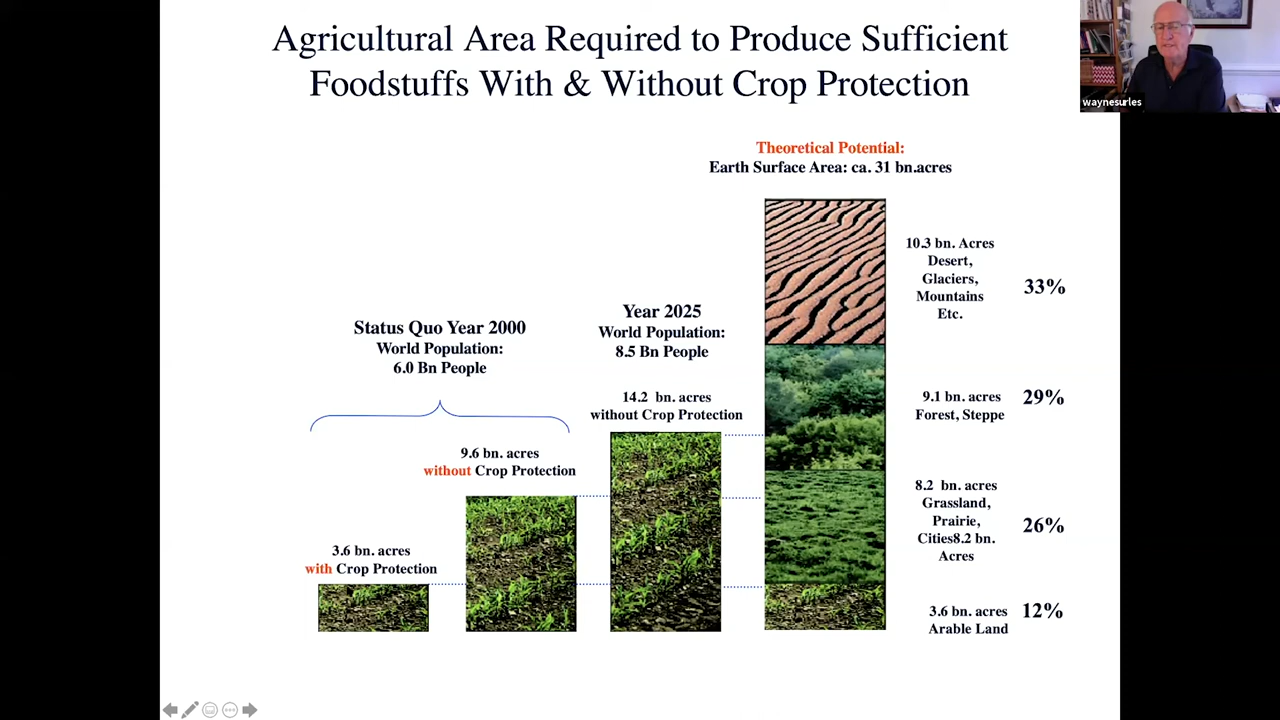 Agricultural Area Required to Produce Sufficient
Foodstuffs With & Without Crop Protection
waynesurles
Theoretical Potential:
Earth Surface Area: ca. 31 bn.acres
10.3 bn. Acres
Desert,
Glaciers,
Mountains
Etc.
33%
Status Quo Year 2000
World Population:
6.0 Bn People
Year 2025
World Population:
8.5 Bn People
14.2 bn. acres
without Crop Protection
9.1 bn. acres
Forest, Steppe
29%
9.6 bn. acres
without Crop Protection
8.2 bn. acres
Grassland,
Prairie,
Cities8.2 bn.
Acres
26%
3.6 bn. acres
with Crop Protection
3.6 bn. acres
Arable Land
12%